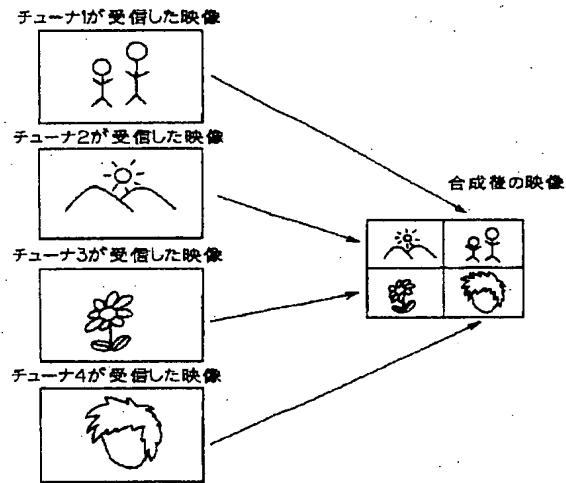 チューナ1が受信した映像
チューナ2が受信した映像
合成後の映像
チューナ3が受信した映像
チューナ4が受信した映像